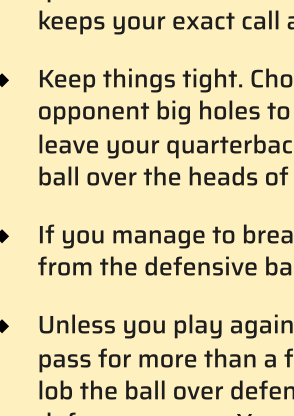 keeps your exact call a
Keep things tight. Cho
opponent big holes to
leave your quarterbac
ball over the heads of
If you manage to brea
from the defensive ba
Unless you play again
pass for more than a f
lob the ball over defen